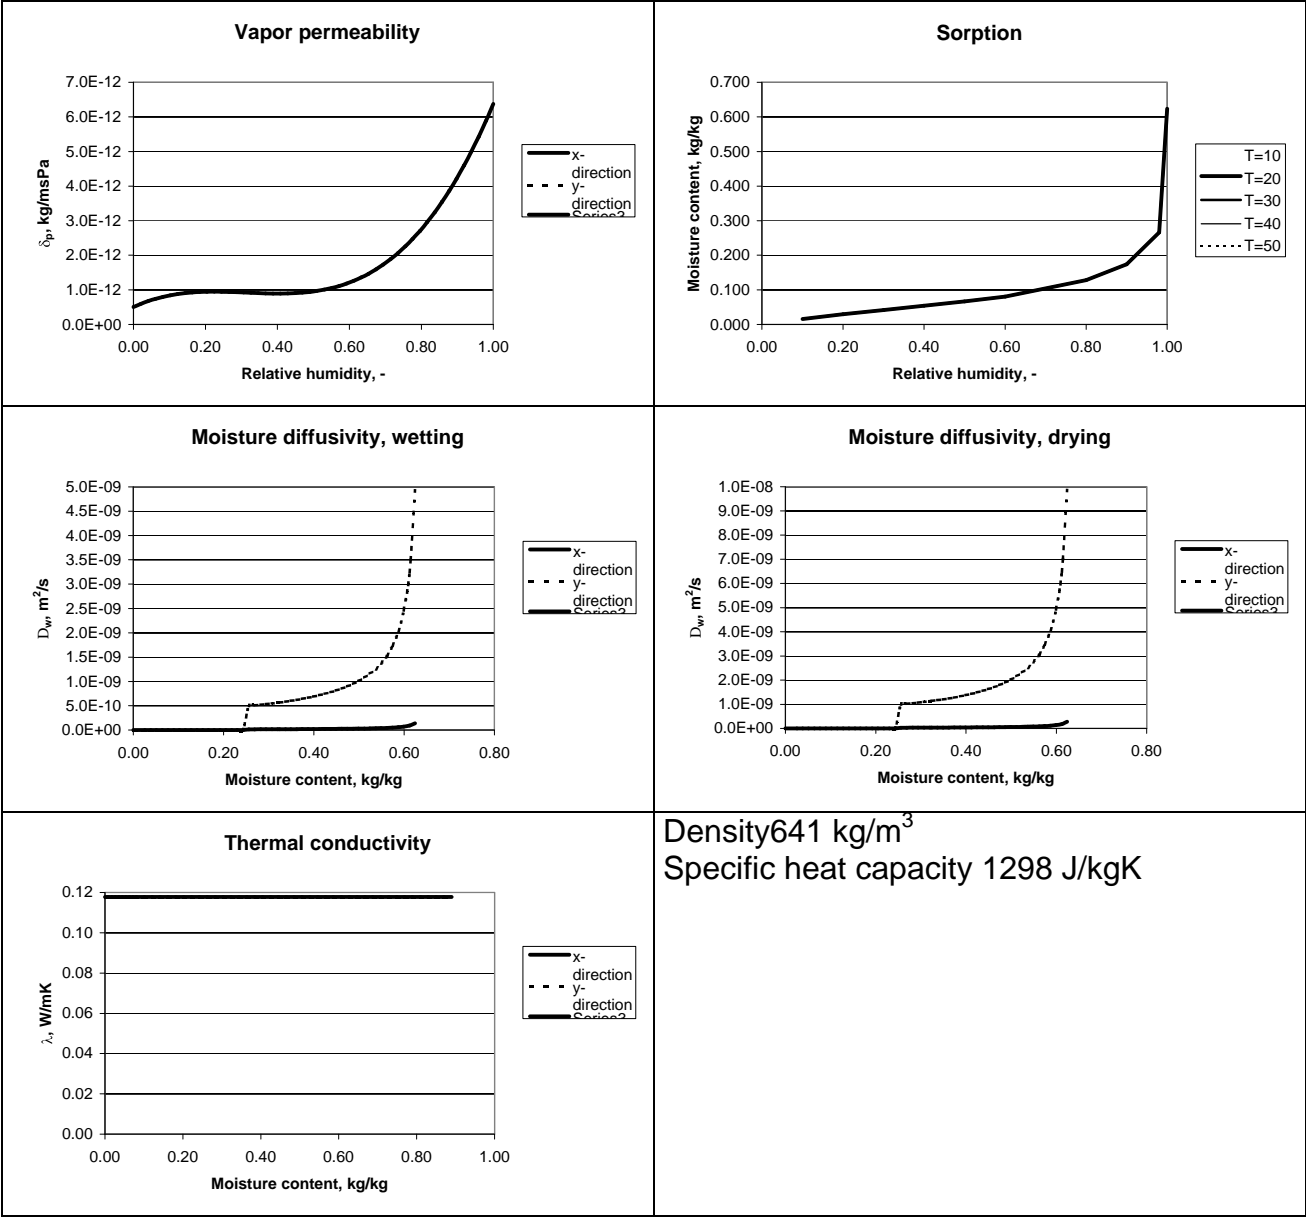 Vapor permeability
7.0E-12
6.0E-12
5.0E-12
4.0E-12
3.0E-12
2.0E-12
1.0E-12
0.0E+00
0.00 0.20 0.40 0.60 0.80 1.00
Relative humidity, -
δp, kg/msPa
x-
direction
y-
direction
Series3
Sorption
0.700
0.600
0.500
0.400
0.300
0.200
0.100
0.000
0.00 0.20 0.40 0.60 0.80 1.00
Relative humidity, -
Moisture content, kg/kg
T=10
T=20
T=30
T=40
T=50
Moisture diffusivity, wetting
5.0E-09
4.5E-09
4.0E-09
3.5E-09
3.0E-09
2.5E-09
2.0E-09
1.5E-09
1.0E-09
5.0E-10
0.0E+00
0.00 0.20 0.40 0.60 0.80
Moisture content, kg/kg
Dw, m²/s
x-
direction
y-
direction
Series3
Moisture diffusivity, drying
1.0E-08
9.0E-09
8.0E-09
7.0E-09
6.0E-09
5.0E-09
4.0E-09
3.0E-09
2.0E-09
1.0E-09
0.0E+00
0.00 0.20 0.40 0.60 0.80
Moisture content, kg/kg
Dw, m²/s
x-
direction
y-
direction
Series3
Thermal conductivity
0.12
0.10
0.08
0.06
0.04
0.02
0.00
0.00 0.20 0.40 0.60 0.80 1.00
Moisture content, kg/kg
λ, W/mK
x-
direction
y-
direction
Series3
Density641 kg/m³
Specific heat capacity 1298 J/kgK